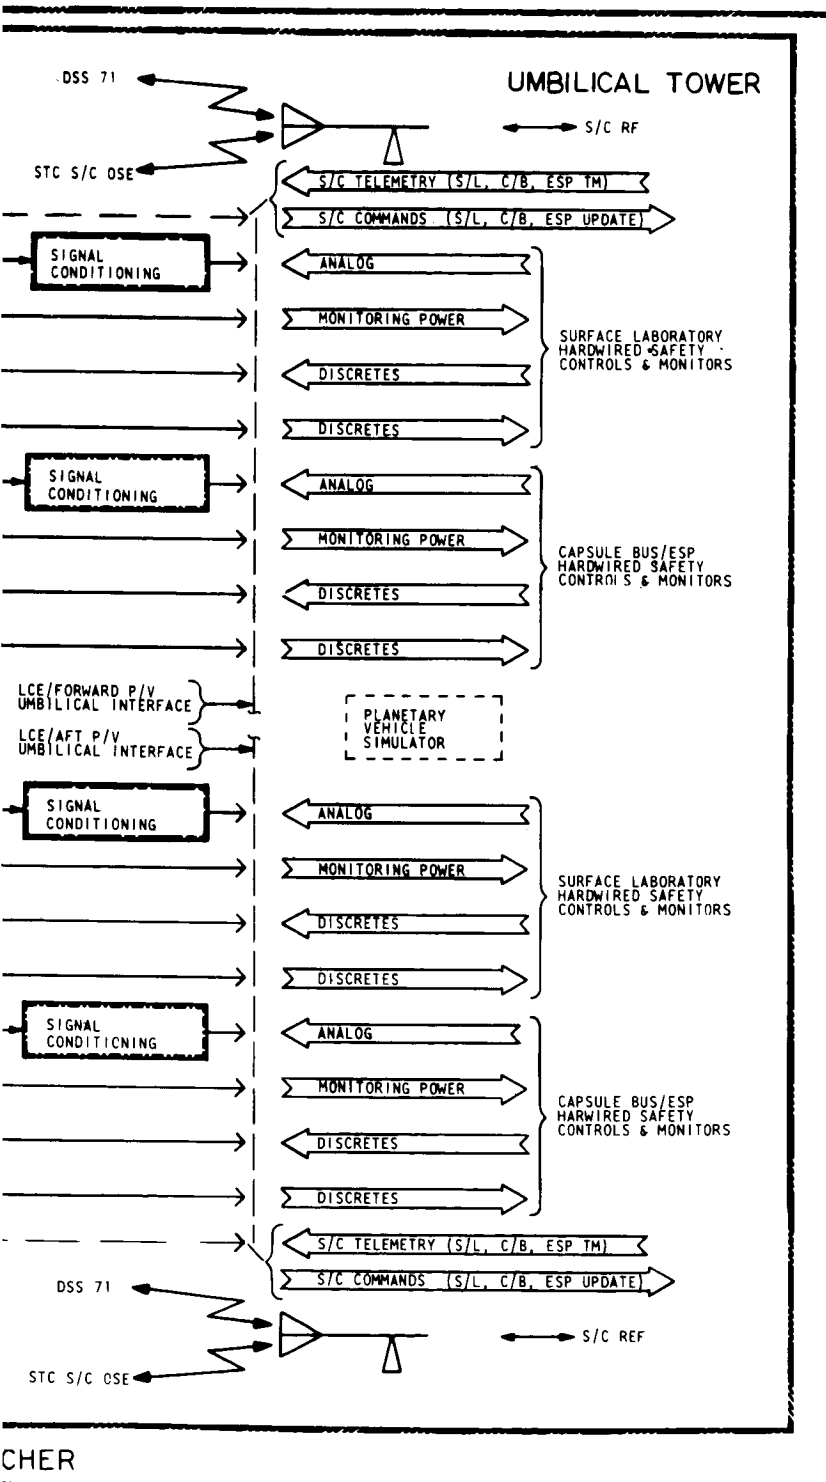 UMBILICAL TOWER
DSS 71
S/C RF
STC S/C OSE
S/C TELEMETRY (S/L, C/B, ESP TM)
S/C COMMANDS (S/L, C/B, ESP UPDATE)
SIGNAL
CONDITIONING
ANALOG
MONITORING POWER
DISCRETES
DISCRETES
SURFACE LABORATORY
HARDWIRED SAFETY
CONTROLS & MONITORS
SIGNAL
CONDITIONING
ANALOG
MONITORING POWER
DISCRETES
DISCRETES
CAPSULE BUS/ESP
HARDWIRED SAFETY
CONTROLS & MONITORS
LCE/FORWARD P/V
UMBILICAL INTERFACE
LCE/AFT P/V
UMBILICAL INTERFACE
PLANETARY
VEHICLE
SIMULATOR
SIGNAL
CONDITIONING
ANALOG
MONITORING POWER
DISCRETES
DISCRETES
SURFACE LABORATORY
HARDWIRED SAFETY
CONTROLS & MONITORS
SIGNAL
CONDITIONING
ANALOG
MONITORING POWER
DISCRETES
DISCRETES
CAPSULE BUS/ESP
HARWIRED SAFETY
CONTROLS & MONITORS
S/C TELEMETRY (S/L, C/B, ESP TM)
S/C COMMANDS (S/L, C/B, ESP UPDATE)
DSS 71
S/C REF
STC S/C OSE
CHER